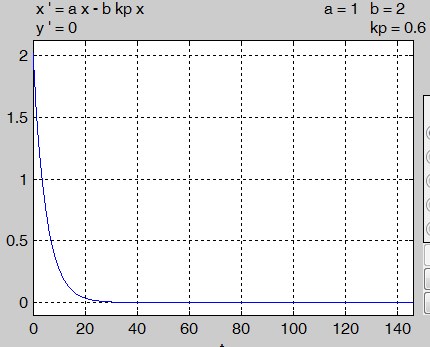 x ' = a x - b kp x a = 1 b = 2
y ' = 0 kp = 0.6
2
1.5
1
0.5
0
0 20 40 60 80 100 120 140